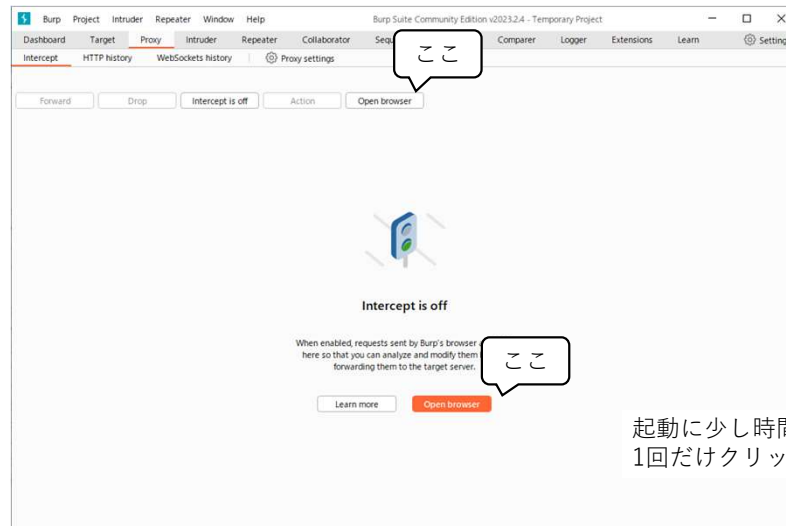 Burp Project Intruder Repeater Window Help Burp Suite Community Edition v2023.2.4 - Temporary Project
Dashboard Target Proxy Intruder Repeater Collaborator Comparer Logger Extensions Learn
Intercept HTTP history WebSockets history Proxy settings
ここ
Forward Drop Intercept is off Action Open browser
Intercept is off
When enabled, requests sent by Burp's browser
here so that you can analyze and modify them
forwarding them to the target server.
ここ
Learn more Open browser
起動に少し時間
1回だけクリッ